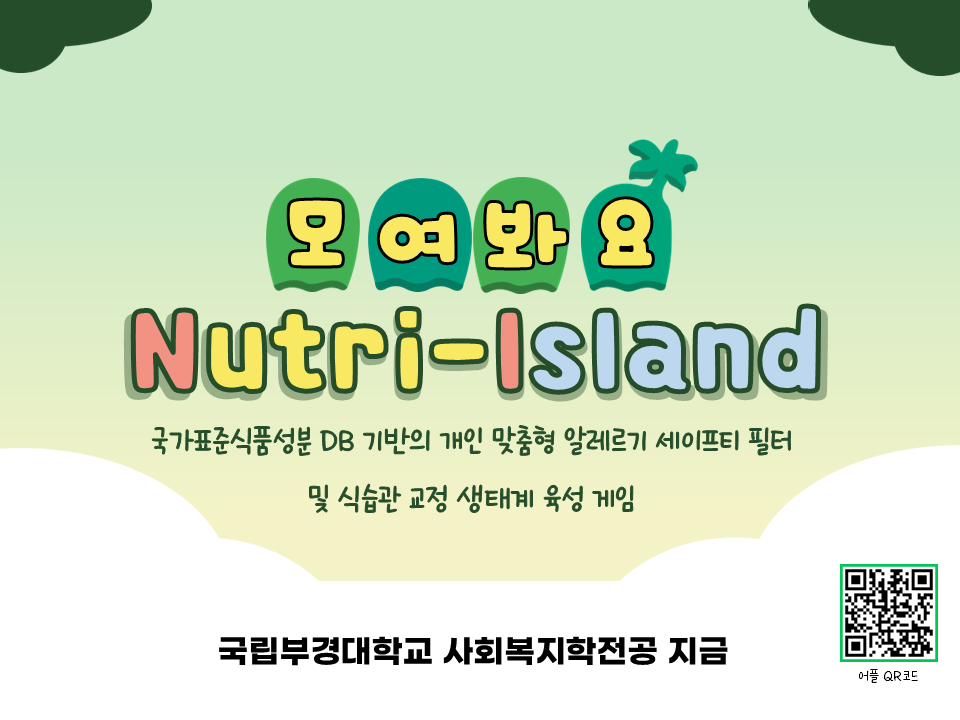 모여봐요
Nutri-Island
국가표준식품성분 DB 기반의 개인 맞춤형 알레르기 세이프티 필터
및 식습관 교정 생태계 육성 게임
국립부경대학교 사회복지학전공 지금
어플 QR코드